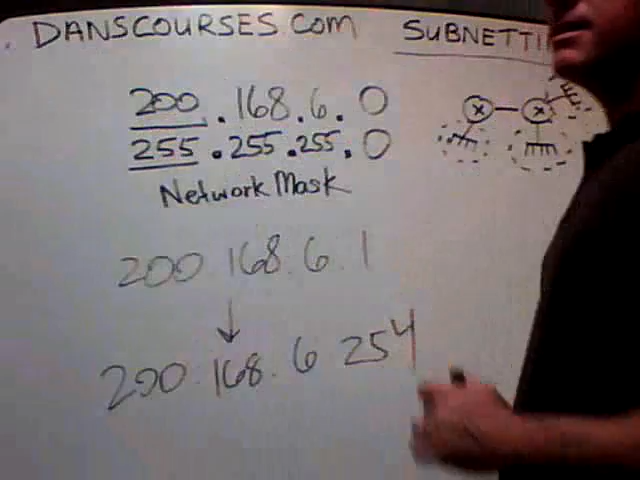 DANSCOURSES.COM
SUBNETTI
200.168.6.0
255.255.255.0
Network Mask
200.168.6.1
200.168.6 254